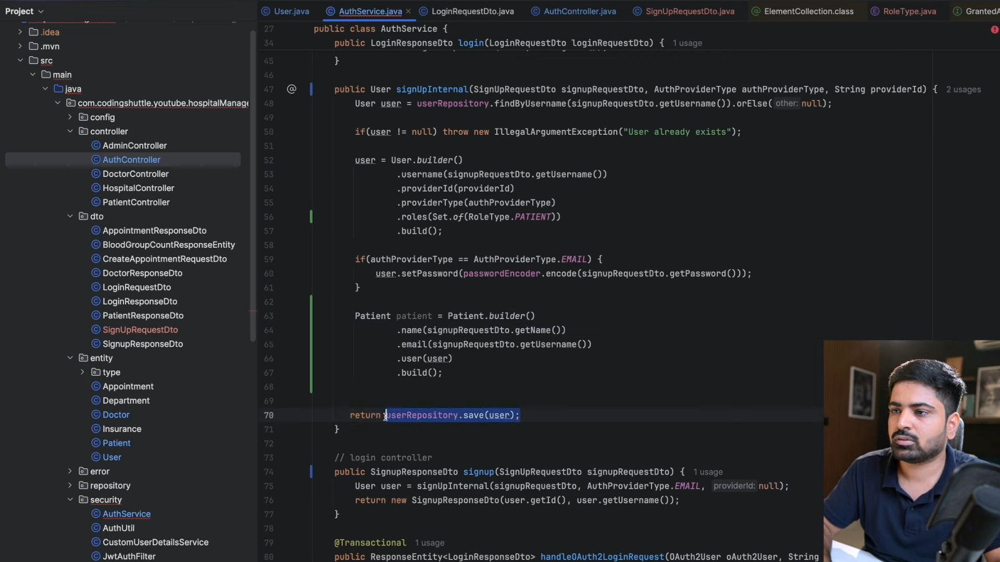 Project
User.java
AuthService.java
LoginRequestDto.java
AuthController.java
SignUpRequestDto.java
ElementCollection.class
RoleType.java
GrantedA
.idea
.mvn
src
main
java
com.codingshuttle.youtube.hospitalManage
config
controller
AdminController
AuthController
DoctorController
HospitalController
PatientController
dto
AppointmentResponseDto
BloodGroupCountResponseEntity
CreateAppointmentRequestDto
DoctorResponseDto
LoginRequestDto
LoginResponseDto
PatientResponseDto
SignUpRequestDto
SignupResponseDto
entity
type
Appointment
Department
Doctor
Insurance
Patient
User
error
repository
security
AuthService
AuthUtil
CustomUserDetailsService
JwtAuthFilter
27 public class AuthService {
34 public LoginResponseDto login(LoginRequestDto loginRequestDto) { 1 usage
45 }
46
47 @ public User signUpInternal(SignUpRequestDto signupRequestDto, AuthProviderType authProviderType, String providerId) { 2 usages
48 User user = userRepository.findByUsername(signupRequestDto.getUsername()).orElse( other: null);
49
50 if(user != null) throw new IllegalArgumentException("User already exists");
51
52 user = User.builder()
53 .username(signupRequestDto.getUsername())
54 .providerId(providerId)
55 .providerType(authProviderType)
56 .roles(Set.of(RoleType.PATIENT))
57 .build();
58
59 if(authProviderType == AuthProviderType.EMAIL) {
60 user.setPassword(passwordEncoder.encode(signupRequestDto.getPassword()));
61 }
62
63 Patient patient = Patient.builder()
64 .name(signupRequestDto.getName())
65 .email(signupRequestDto.getUsername())
66 .user(user)
67 .build();
68
69
70 return userRepository.save(user);
71 }
72
73 // login controller
74 public SignupResponseDto signup(SignUpRequestDto signupRequestDto) { 1 usage
75 User user = signUpInternal(signupRequestDto, AuthProviderType.EMAIL, providerId: null);
76 return new SignupResponseDto(user.getId(), user.getUsername());
77 }
78
79 @Transactional 1 usage
80 public ResponseEntity<LoginResponseDto> handleOAuth2LoginRequest(OAuth2User oAuth2User, String